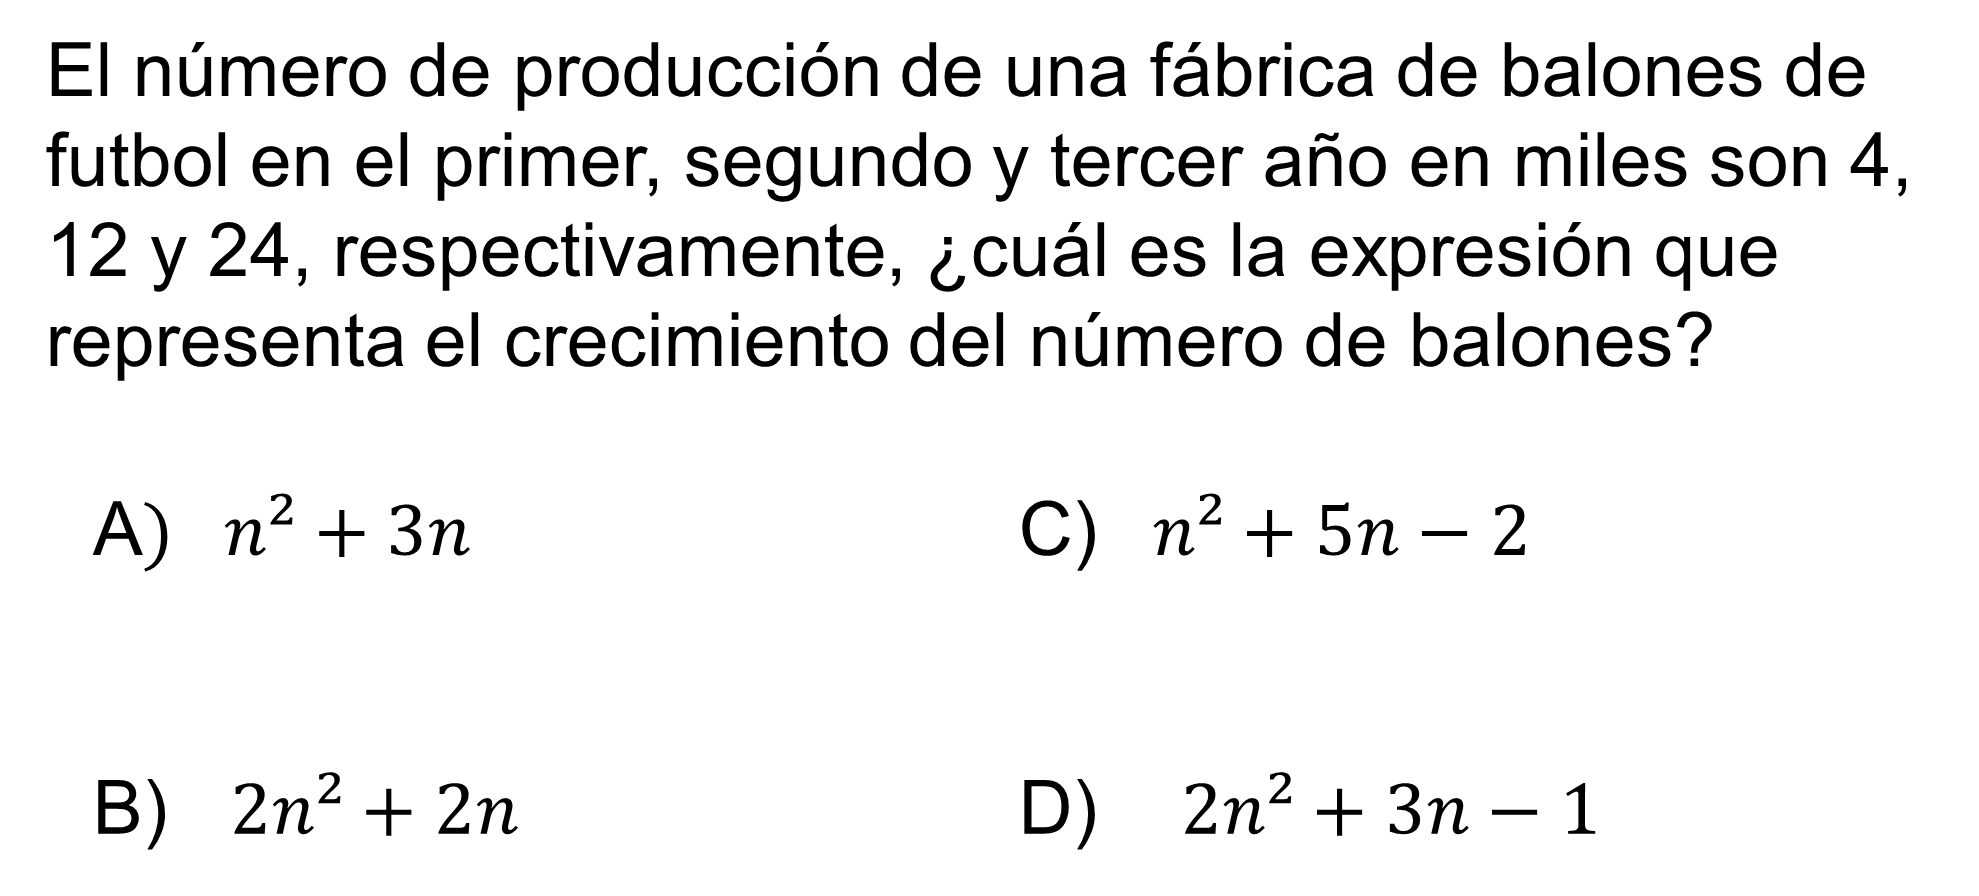 El número de producción de una fábrica de balones de
futbol en el primer, segundo y tercer año en miles son 4,
12 y 24, respectivamente, ¿cuál es la expresión que
representa el crecimiento del número de balones?
A) n² + 3n
C) n² + 5n − 2
B) 2n² + 2n
D) 2n² + 3n − 1